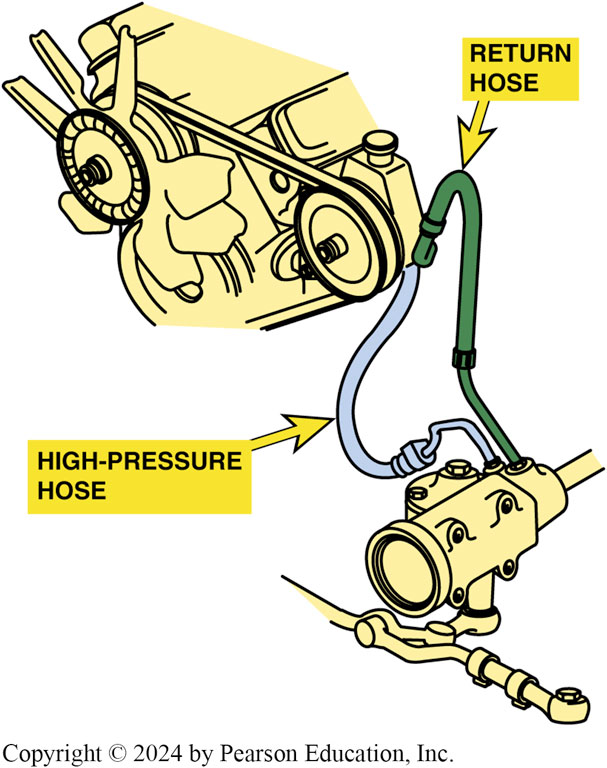 RETURN
HOSE
HIGH-PRESSURE
HOSE
Copyright © 2024 by Pearson Education, Inc.